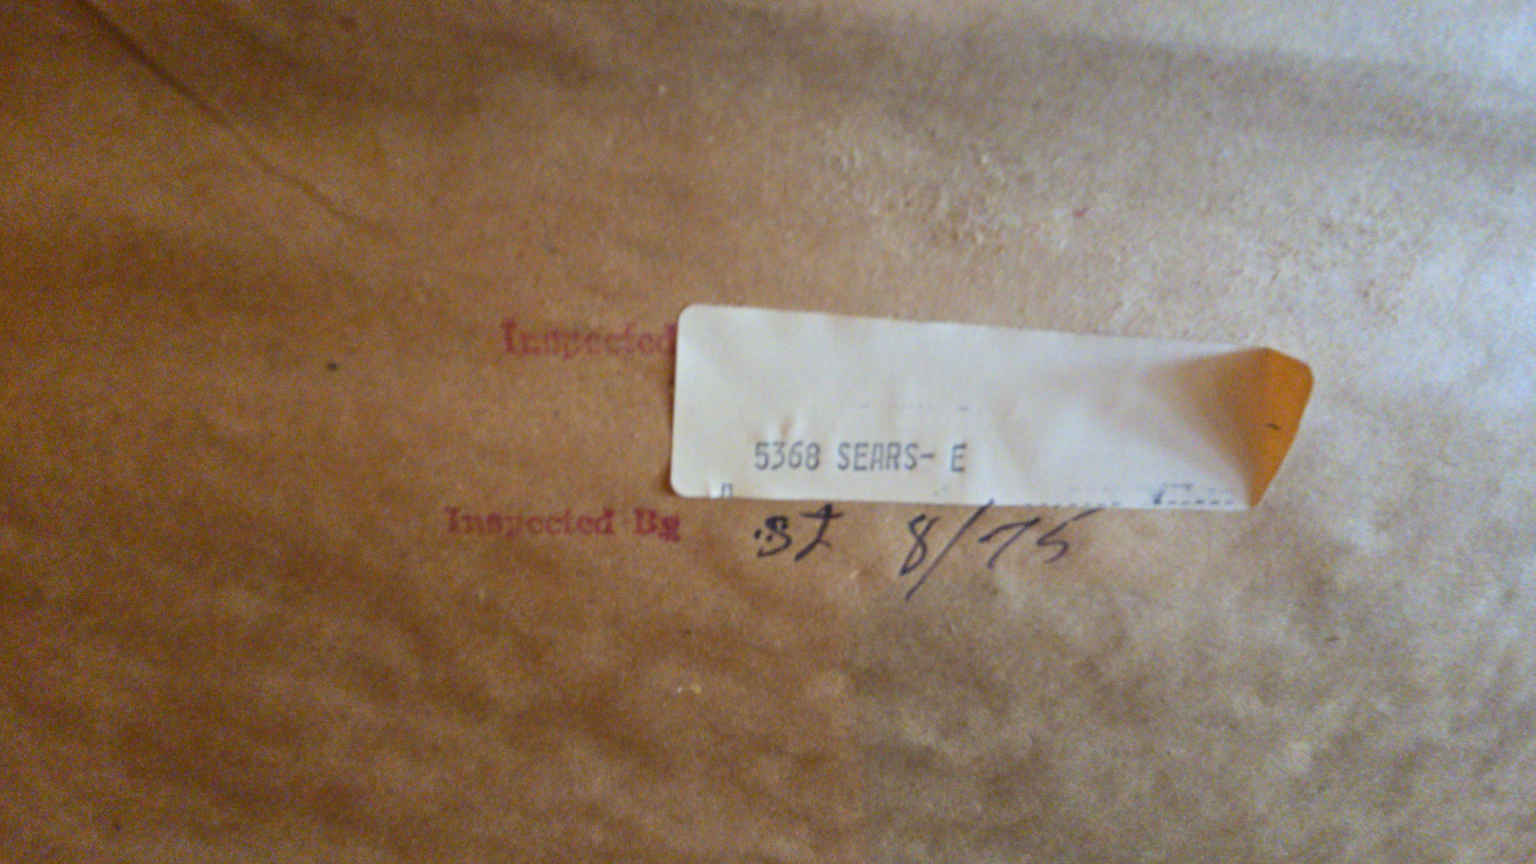 Inspected
5368 SEARS- E
Inspected By
8/75